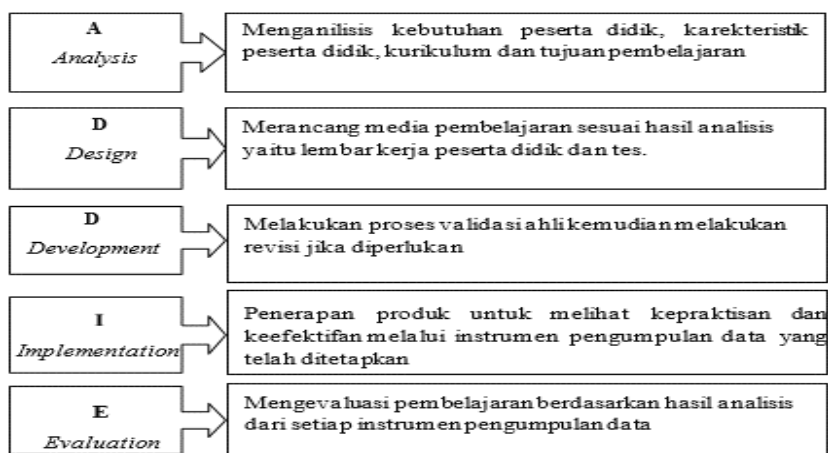 A
Analysis
Menganilisis kebutuhan peserta didik, karekteristik
peserta didik, kurikulum dan tujuan pembelajaran
D
Design
Merancang media pembelajaran sesuai hasil analisis
yaitu lembar kerja peserta didik dan tes.
D
Development
Melakukan proses validasi ahli kemudian melakukan
revisi jika diperlukan
I
Implementation
Penerapan produk untuk melihat kepraktisan dan
keefektifan melalui instrumen pengumpulan data yang
telah ditetapkan
E
Evaluation
Mengevaluasi pembelajaran berdasarkan hasil analisis
dari setiap instrumen pengumpulan data